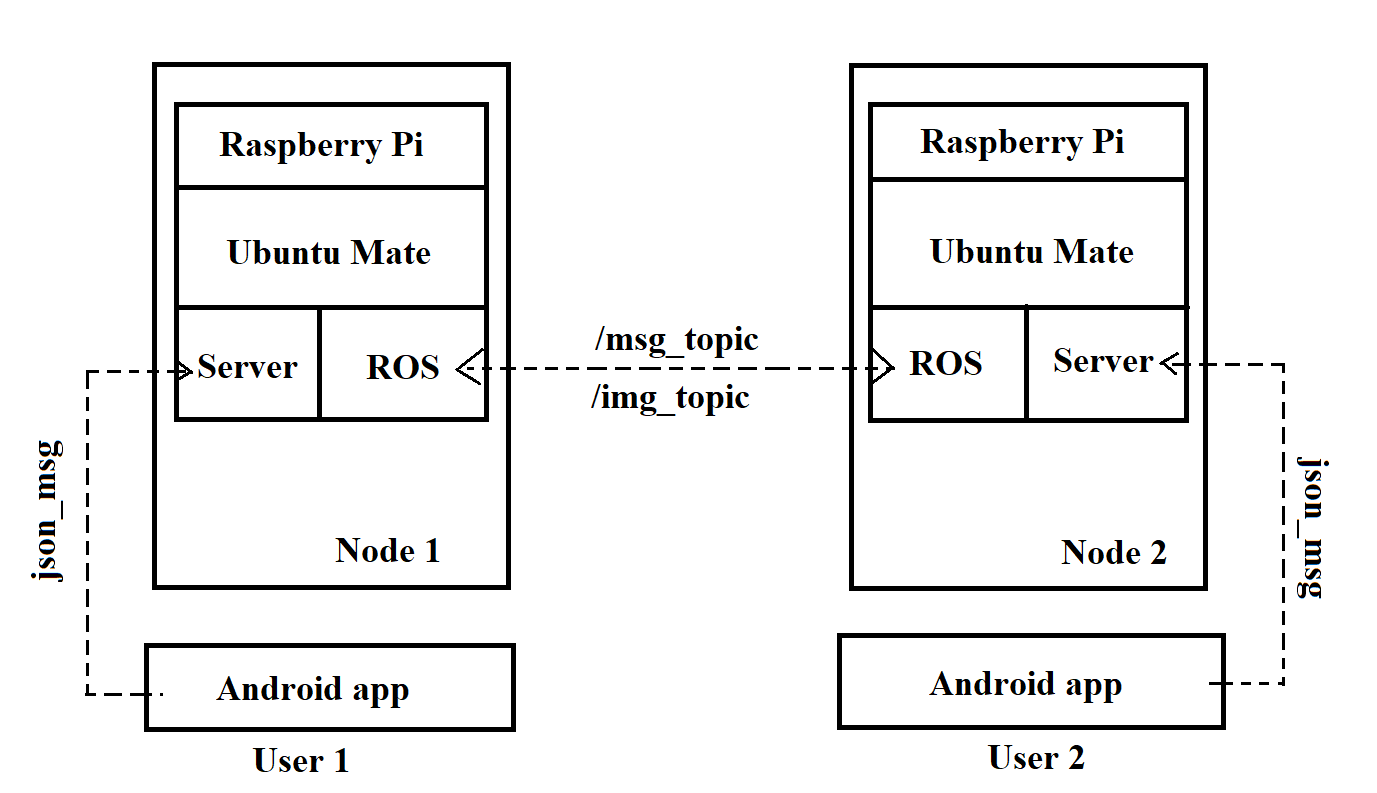 Raspberry Pi
Ubuntu Mate
Server
ROS
Node 1
json_msg
Android app
User 1
/msg_topic
/img_topic
Raspberry Pi
Ubuntu Mate
ROS
Server
Node 2
json_msg
Android app
User 2